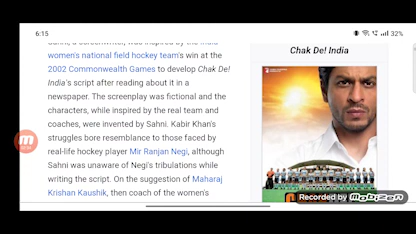 6:15
32%
women's national field hockey team's win at the
2002 Commonwealth Games to develop Chak De!
India's script after reading about it in a
newspaper. The screenplay was fictional and the
characters, while inspired by the real team and
coaches, were invented by Sahni. Kabir Khan's
struggles bore resemblance to those faced by
real-life hockey player Mir Ranjan Negi, although
Sahni was unaware of Negi's tribulations while
writing the script. On the suggestion of Maharaj
Krishan Kaushik, then coach of the women's
Chak De! India
Recorded by
MOBIZEN